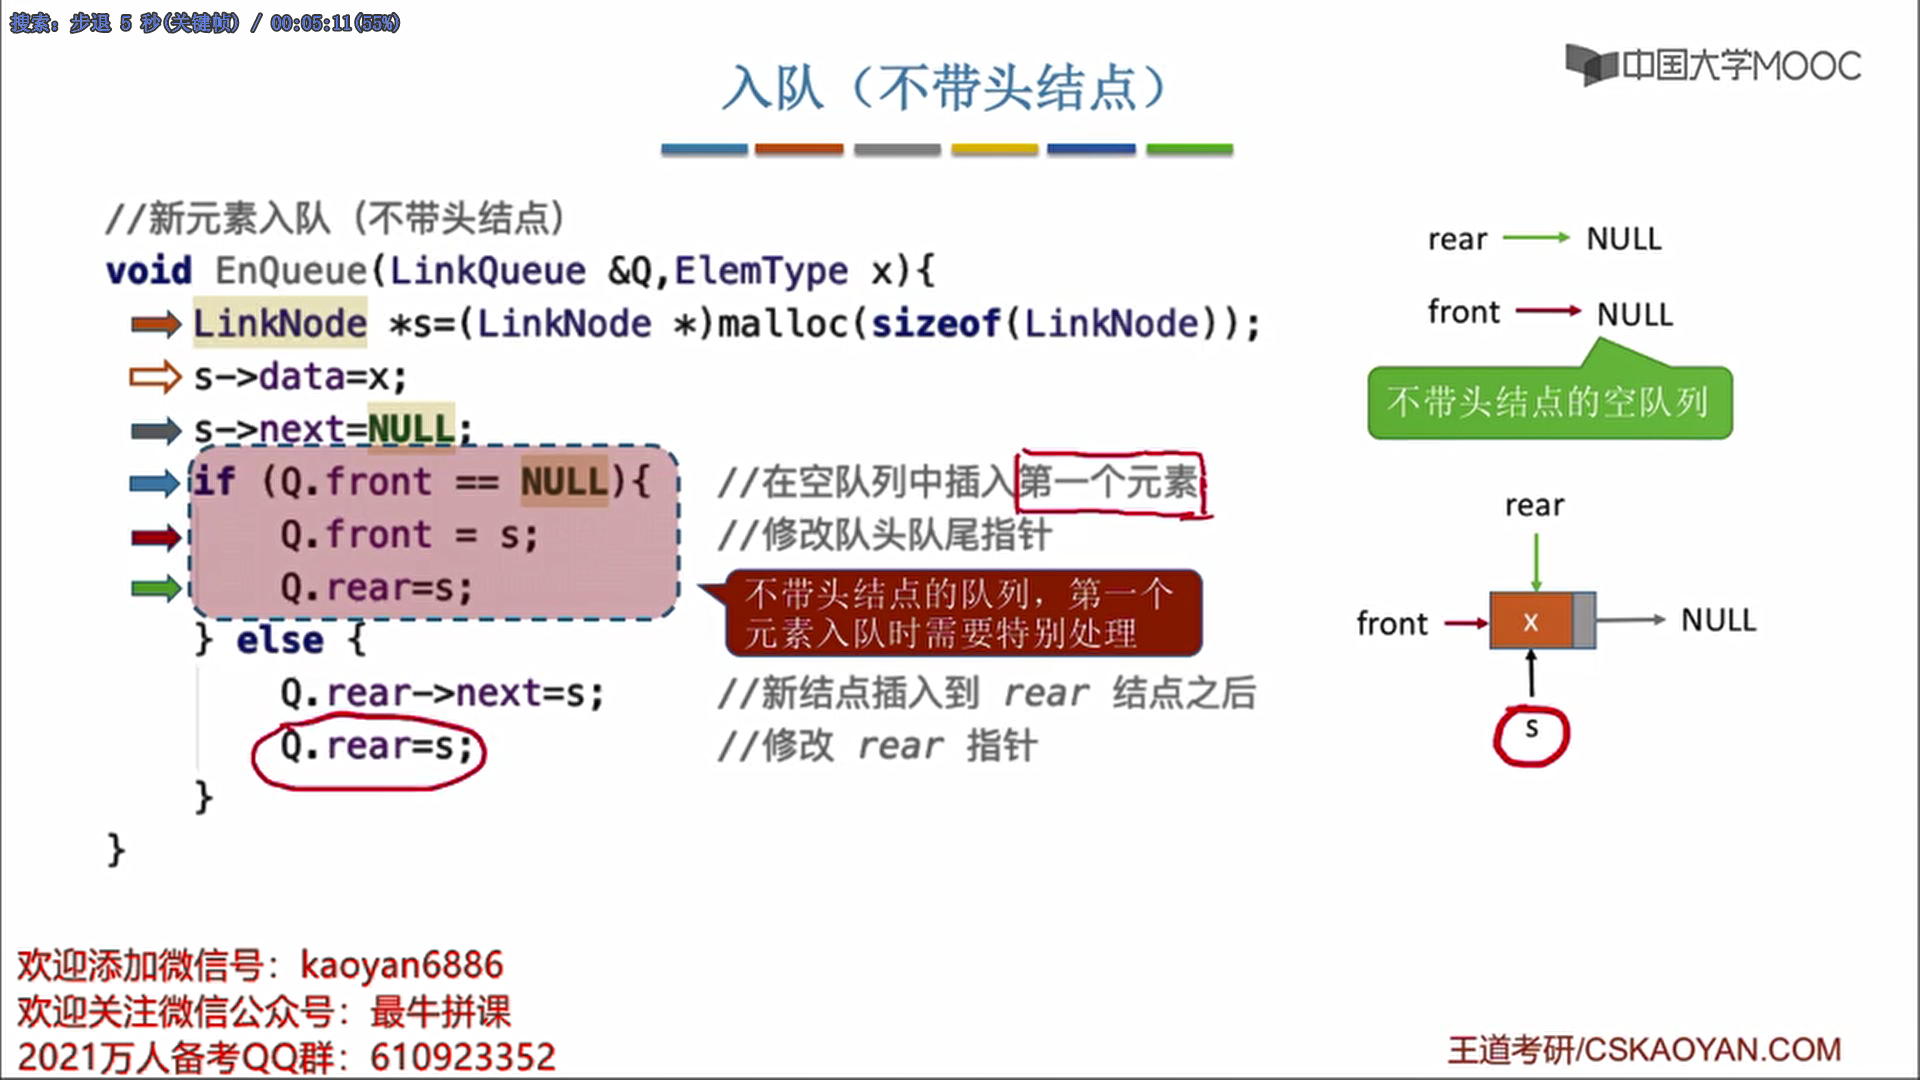 搜索: 步退 5 秒(关键帧) / 00:05:11(55%)
中国大学MOOC
入队（不带头结点）
//新元素入队（不带头结点）
void EnQueue(LinkQueue &Q,ElemType x){
LinkNode *s=(LinkNode *)malloc(sizeof(LinkNode));
s->data=x;
s->next=NULL;
if (Q.front == NULL){ //在空队列中插入第一个元素
Q.front = s; //修改队头队尾指针
Q.rear=s;
} else {
Q.rear->next=s; //新结点插入到 rear 结点之后
Q.rear=s; //修改 rear 指针
}
}
不带头结点的队列，第一个
元素入队时需要特别处理
rear NULL
front NULL
不带头结点的空队列
rear
front x NULL
s
欢迎添加微信号：kaoyan6886
欢迎关注微信公众号：最牛拼课
2021万人备考QQ群：610923352
王道考研/CSKAOYAN.COM